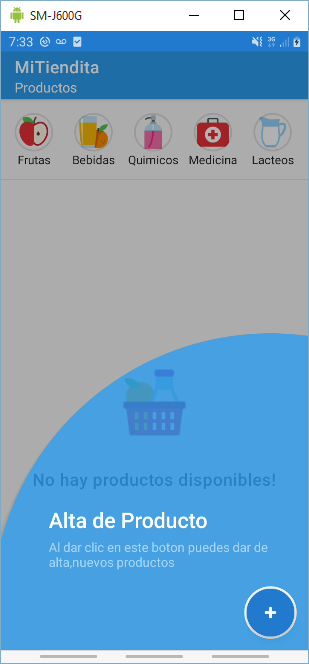 SM-J600G
7:33
3G
MiTiendita
Productos
Frutas Bebidas Quimicos Medicina Lacteos
No hay productos disponibles!
Alta de Producto
Al dar clic en este boton puedes dar de
alta,nuevos productos